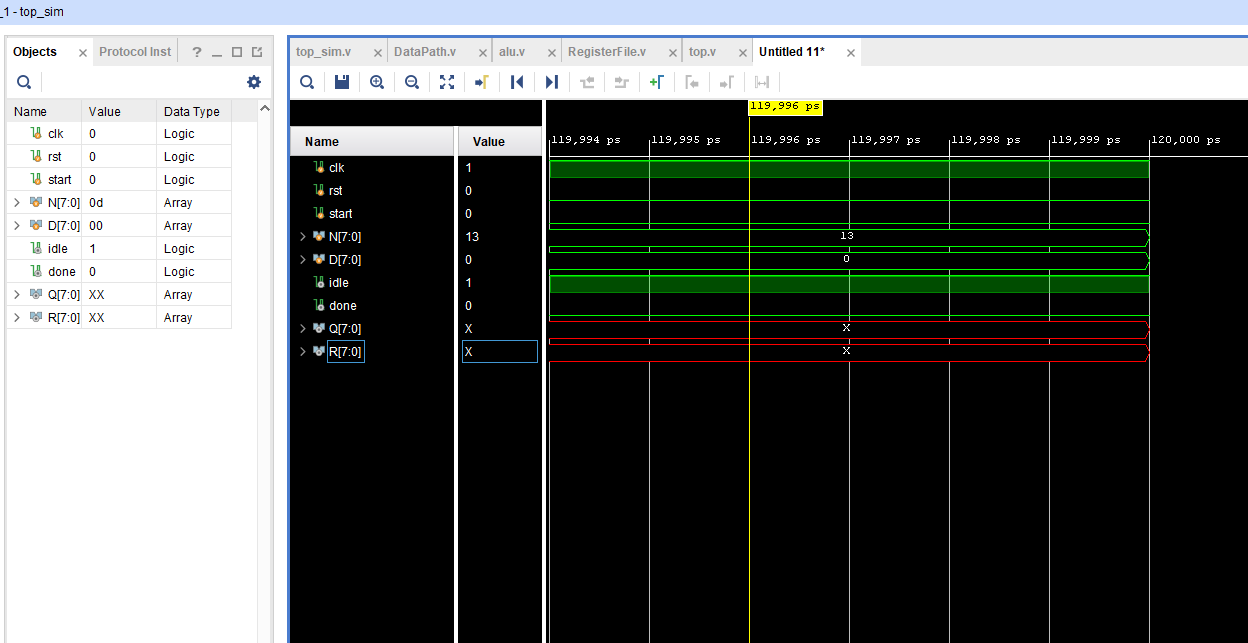 _1 - top_sim
Objects
Protocol Inst
?
Name Value Data Type
clk 0 Logic
rst 0 Logic
start 0 Logic
N[7:0] 0d Array
D[7:0] 00 Array
idle 1 Logic
done 0 Logic
Q[7:0] XX Array
R[7:0] XX Array
top_sim.v DataPath.v alu.v RegisterFile.v top.v Untitled 11*
119,996 ps
Name Value
119,994 ps 119,995 ps 119,996 ps 119,997 ps 119,998 ps 119,999 ps 120,000 ps
clk 1
rst 0
start 0
N[7:0] 13 13
D[7:0] 0 0
idle 1
done 0
Q[7:0] X X
R[7:0] X X